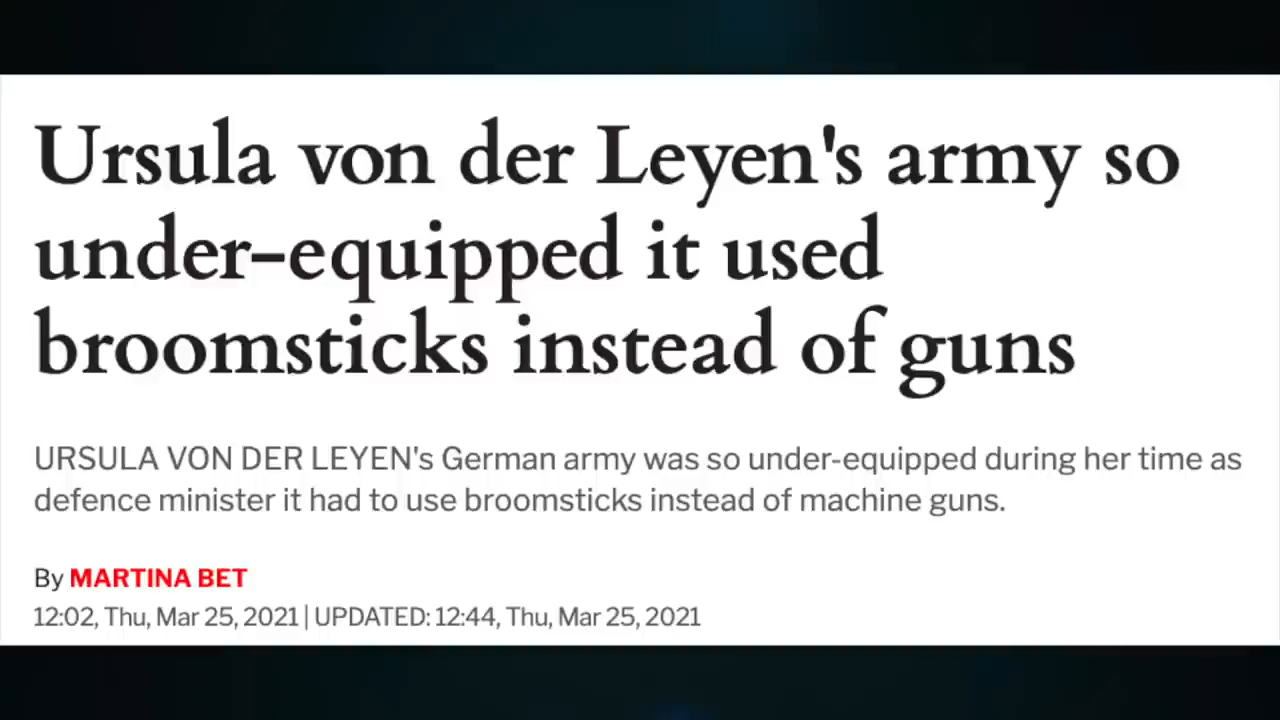 Ursula von der Leyen's army so
under-equipped it used
broomsticks instead of guns
URSULA VON DER LEYEN's German army was so under-equipped during her time as
defence minister it had to use broomsticks instead of machine guns.
By MARTINA BET
12:02, Thu, Mar 25, 2021 | UPDATED: 12:44, Thu, Mar 25, 2021